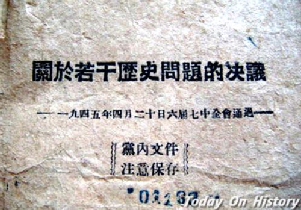 關於若干歷史問題的决議
——一九四五年四月二十日六届七中全會通過——
黨內文件
注意保存
Today On History